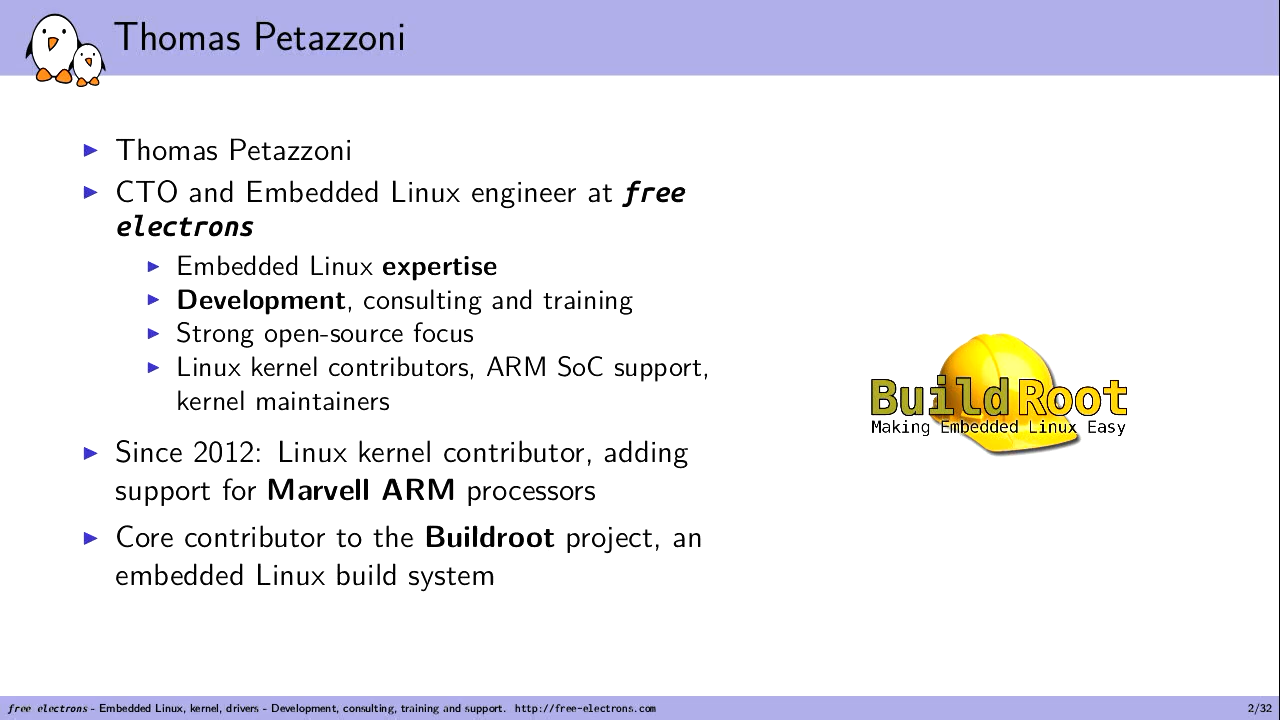 Thomas Petazzoni
Thomas Petazzoni
CTO and Embedded Linux engineer at free
electrons
Embedded Linux expertise
Development, consulting and training
Strong open-source focus
Linux kernel contributors, ARM SoC support,
kernel maintainers
Since 2012: Linux kernel contributor, adding
support for Marvell ARM processors
Core contributor to the Buildroot project, an
embedded Linux build system
BuildRoot
Making Embedded Linux Easy
free electrons - Embedded Linux, kernel, drivers - Development, consulting, training and support. http://free-electrons.com
2/32